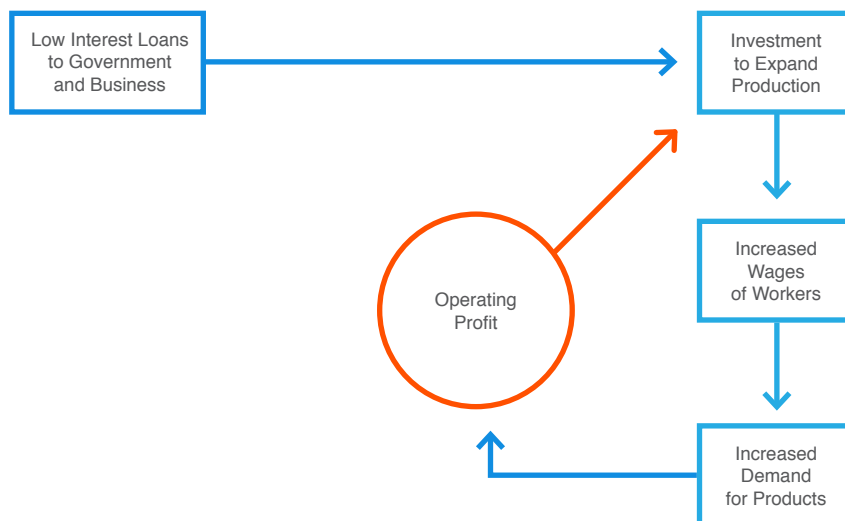 Low Interest Loans
to Government
and Business
Investment
to Expand
Production
Increased
Wages
of Workers
Operating
Profit
Increased
Demand
for Products